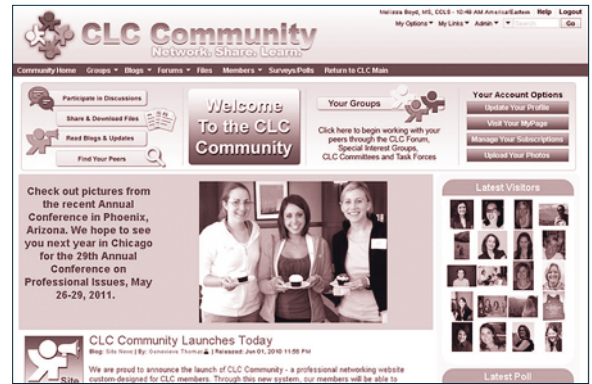 Melissa Boyd, MS, CCLS - 10:49 AM America/Eastern Help Logout
My Options My Links Admin Search Go
CLC Community
Network. Share. Learn.
Community Home Groups Blogs Forums Files Members Surveys/Polls Return to CLC Main
Participate in Discussions
Share & Download Files
Read Blogs & Updates
Find Your Peers
Welcome
To the CLC
Community
Your Groups
Click here to begin working with your
peers through the CLC Forum,
Special Interest Groups,
CLC Committees and Task Forces
Your Account Options
Update Your Profile
Visit Your MyPage
Manage Your Subscriptions
Upload Your Photos
Check out pictures from
the recent Annual
Conference in Phoenix,
Arizona. We hope to see
you next year in Chicago
for the 29th Annual
Conference on
Professional Issues, May
26-29, 2011.
Latest Visitors
CLC Community Launches Today
Blog: Site News | By: Genevieve Thomas | Released: Jun 01, 2010 11:55 PM
We are proud to announce the launch of CLC Community - a professional networking website
custom-designed for CLC members. Through this new system, our members will be able to
Site
Latest Poll